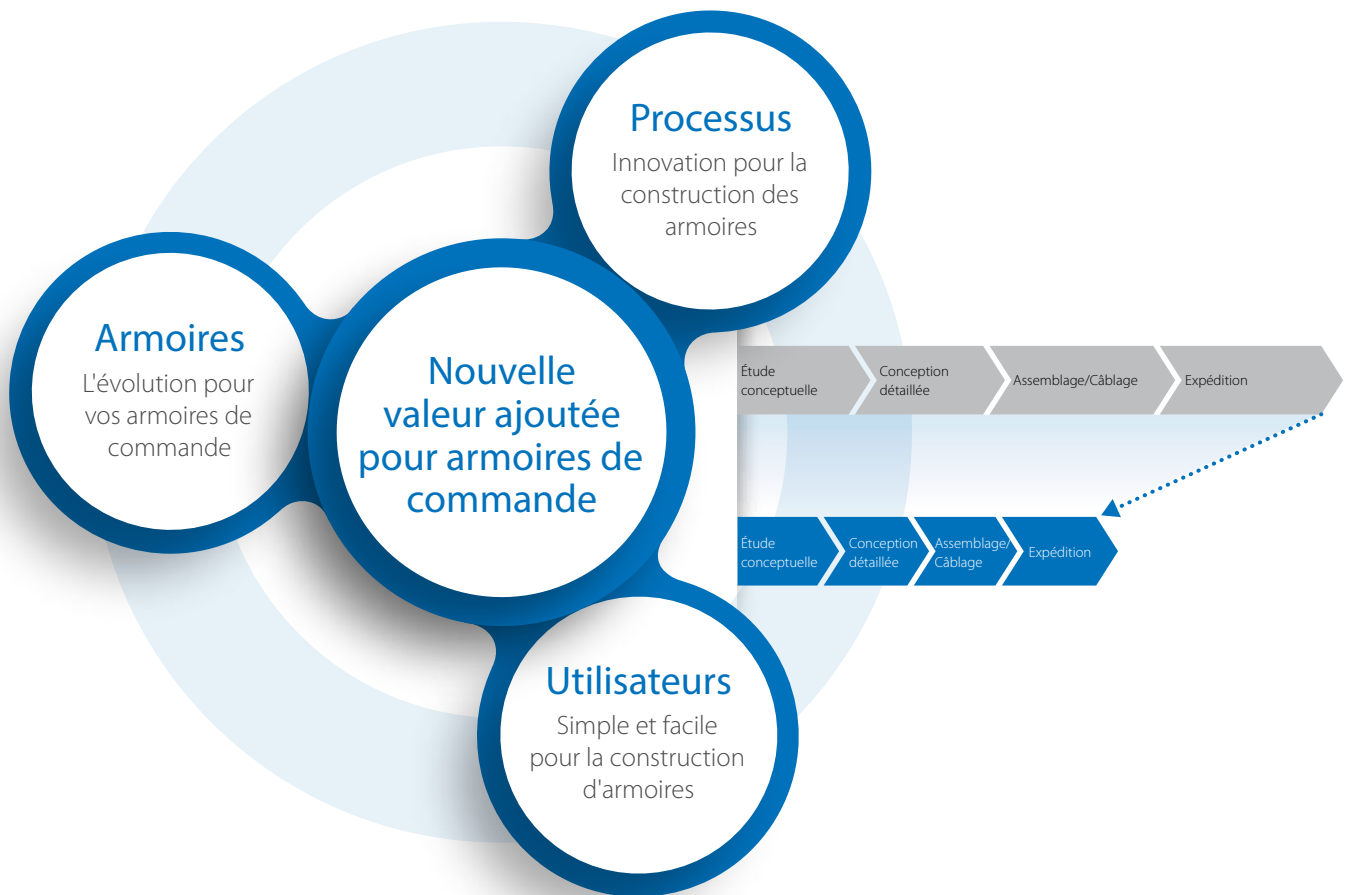 Processus
Innovation pour la
construction des
armoires
Armoires
L'évolution pour
vos armoires de
commande
Nouvelle
valeur ajoutée
pour armoires de
commande
Étude
conceptuelle
Conception
détaillée
Assemblage/Câblage
Expédition
Étude
conceptuelle
Conception
détaillée
Assemblage/
Câblage
Expédition
Utilisateurs
Simple et facile
pour la construction
d'armoires